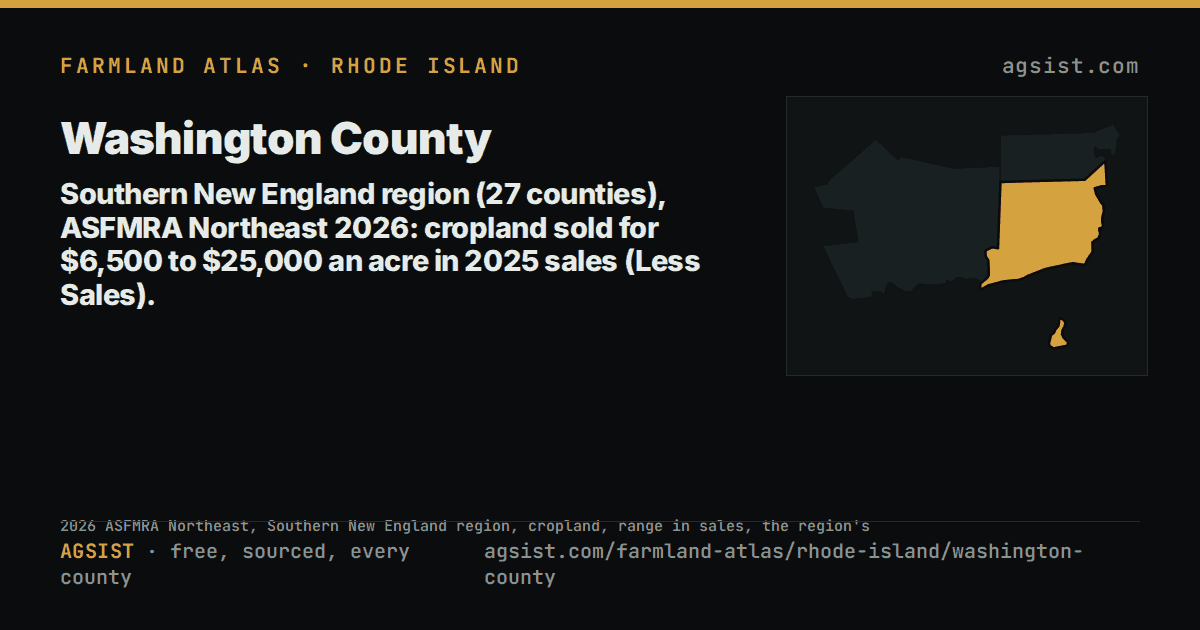 FARMLAND ATLAS · RHODE ISLAND
agsist.com
Washington County
Southern New England region (27 counties),
ASFMRA Northeast 2026: cropland sold for
$6,500 to $25,000 an acre in 2025 sales (Less
Sales).
2026 ASFMRA Northeast, Southern New England region, cropland, range in sales, the region's
AGSIST · free, sourced, every
county
agsist.com/farmland-atlas/rhode-island/washington-
county